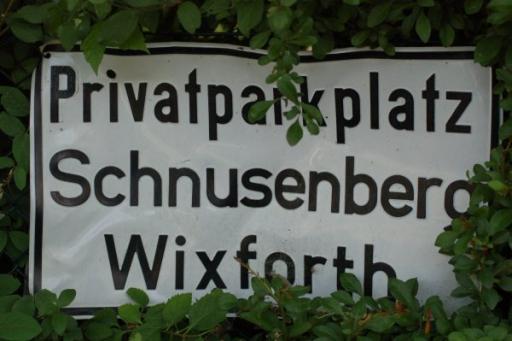 Privatparkplatz
Schnusenberg
Wixforth